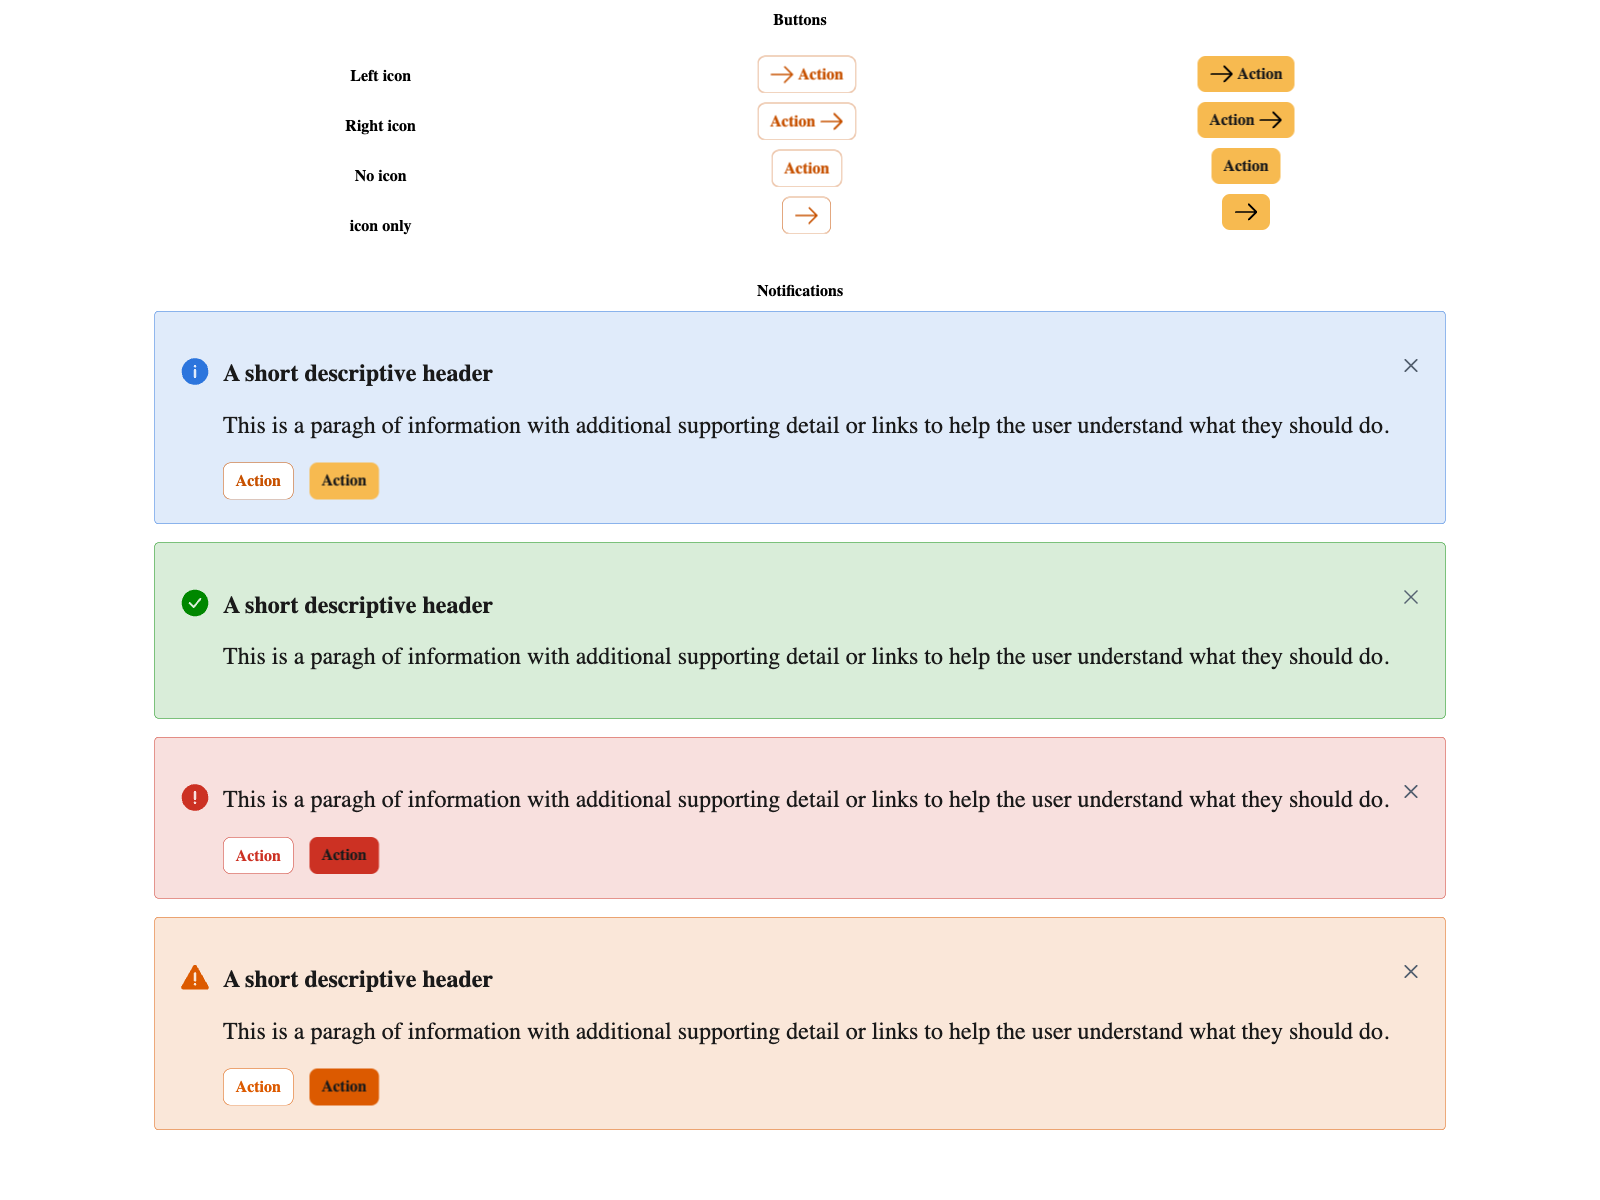 Buttons
Left icon
Action
Action
Right icon
Action
Action
No icon
Action
Action
icon only
Notifications
A short descriptive header
This is a paragh of information with additional supporting detail or links to help the user understand what they should do.
Action
Action
A short descriptive header
This is a paragh of information with additional supporting detail or links to help the user understand what they should do.
This is a paragh of information with additional supporting detail or links to help the user understand what they should do.
Action
Action
A short descriptive header
This is a paragh of information with additional supporting detail or links to help the user understand what they should do.
Action
Action